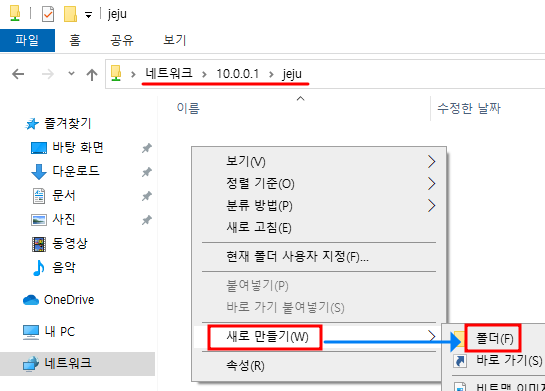 jeju
파일 홈 공유 보기
네트워크 10.0.0.1 jeju
이름 수정한 날짜
즐겨찾기
바탕 화면
다운로드
문서
사진
동영상
음악
OneDrive
내 PC
네트워크
보기(V)
정렬 기준(O)
분류 방법(P)
새로 고침(E)
현재 폴더 사용자 지정(F)...
붙여넣기(P)
바로 가기 붙여넣기(S)
새로 만들기(W)
속성(R)
폴더(F)
바로 가기(S)
비트맵 이미지